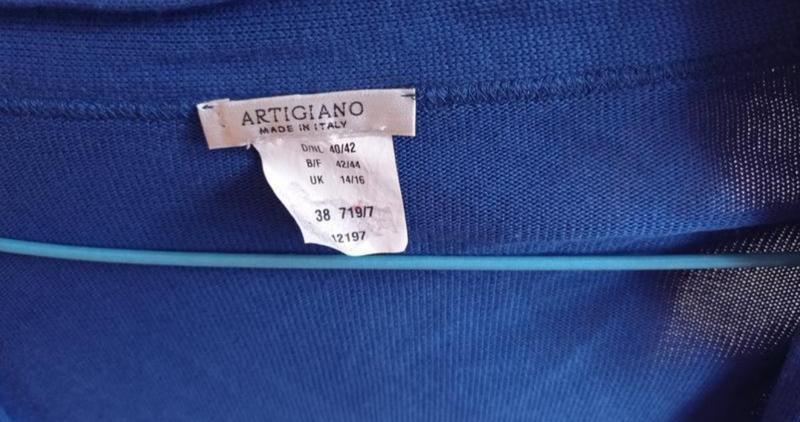 ARTIGIANO
MADE IN ITALY
D/NL 40/42
B/F 42/44
UK 14/16
38 719/7
12197